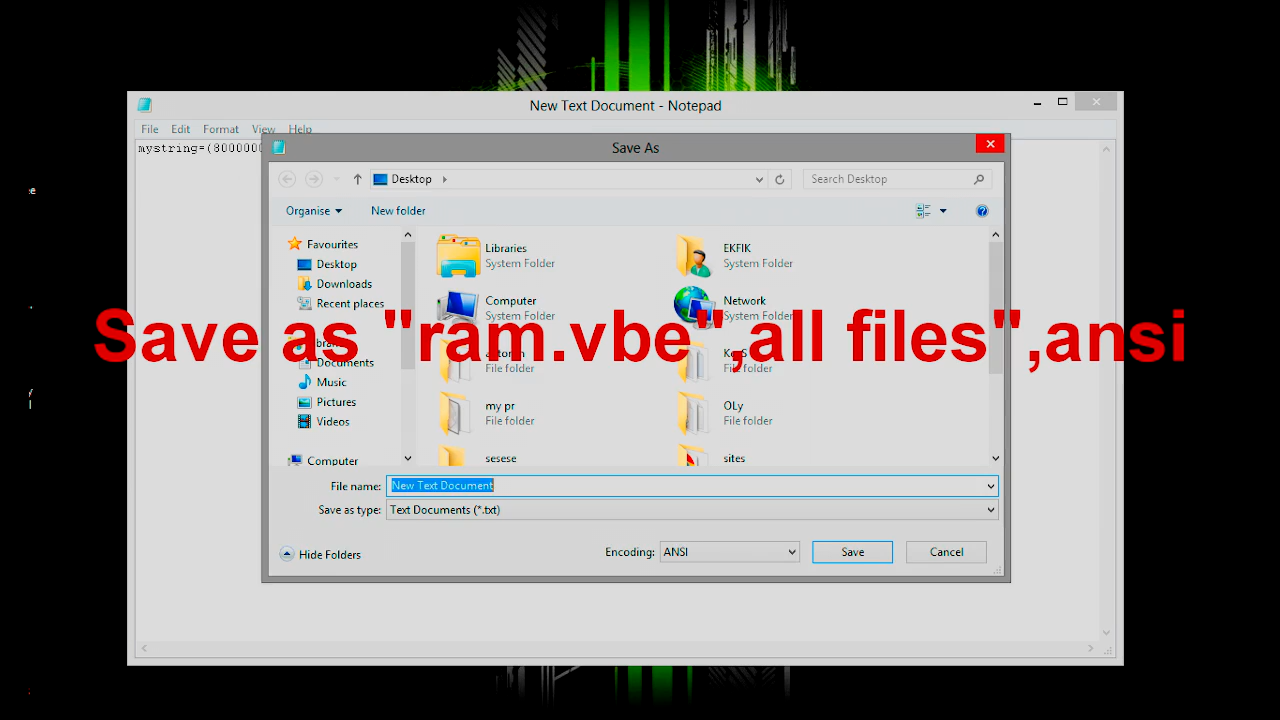 New Text Document - Notepad
File Edit Format View Help
mystring=(8000000
Save As
Desktop
Search Desktop
Organise New folder
Favourites
Desktop
Downloads
Recent places
Documents
Music
Pictures
Videos
Computer
Libraries
System Folder
EKFIK
System Folder
Computer
System Folder
Network
System Folder
Save as "ram.vbe",all files",ansi
File folder
File folder
my pr
File folder
OLy
File folder
sesese
sites
File name: New Text Document
Save as type: Text Documents (*.txt)
Hide Folders
Encoding: ANSI
Save
Cancel